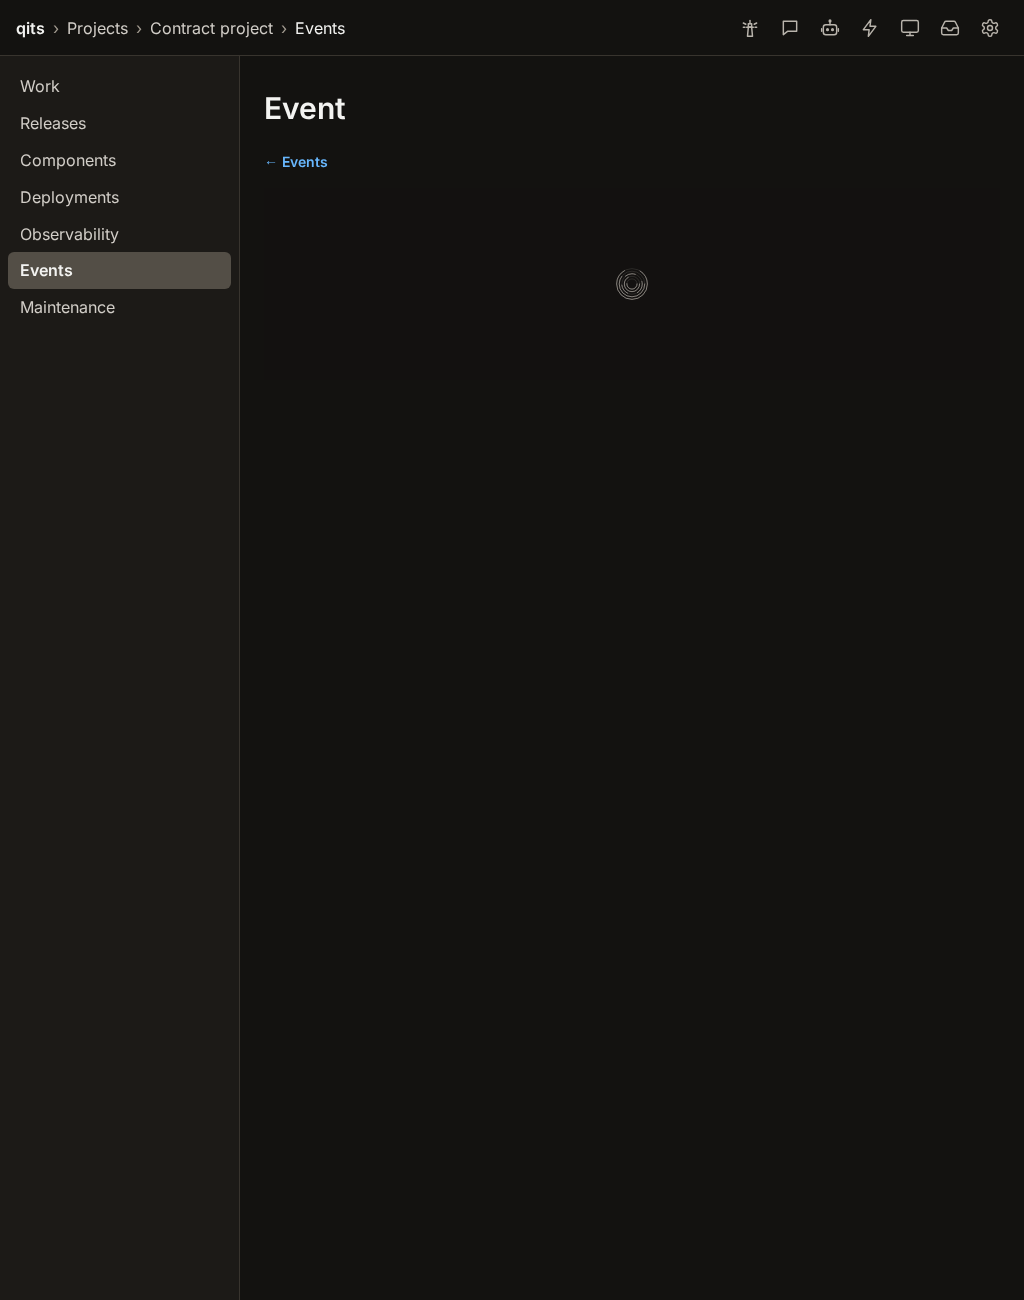 qits › Projects › Contract project › Events
Work
Releases
Components
Deployments
Observability
Events
Maintenance
Event
← Events